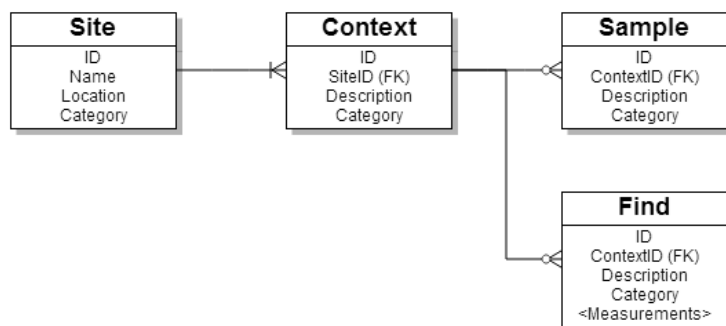 Site
ID
Name
Location
Category
Context
ID
SiteID (FK)
Description
Category
Sample
ID
ContextID (FK)
Description
Category
Find
ID
ContextID (FK)
Description
Category
<Measurements>